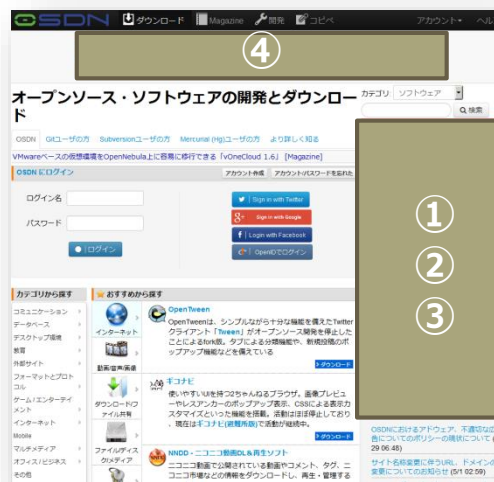 OSDN ダウンロード Magazine 開発 コピペ アカウント ヘル
④
オープンソース・ソフトウェアの開発とダウンロー
ド
カテゴリ: ソフトウェア
検索
OSDN Gitユーザの方 Subversionユーザの方 Mercurial (Hg)ユーザの方 より詳しく知る
VMwareベースの仮想環境をOpenNebula上に容易に移行できる「vOneCloud 1.6」 [Magazine]
OSDN にログイン アカウント作成 アカウント/パスワードを忘れた
ログイン名
パスワード
ログイン
Sign in with Twitter
Sign in with Google
Login with Facebook
OpenIDでログイン
①
②
③
カテゴリから探す
コミュニケーション
データベース
デスクトップ環境
教育
外部サイト
フォーマットとプロト
コル
ゲーム/エンターテイ
メント
インターネット
Mobile
マルチメディア
オフィス/ビジネス
その他
おすすめから探す
インターネット
動画/音声/画像
ダウンロード/フ
ァイル共有
ファイル/ディス
ク/メディア
OpenTween
OpenTweenは、シンプルながら十分な機能を備えたTwitter
クライアント「Tween」がオープンソース開発を停止した
ことによるfork版。タブによる分類機能や、新規投稿のポ
ップアップ機能などを備えている
ダウンロード
ギコナビ
使いやすいUIを持つ2ちゃんねるブラウザ。画像プレビュ
ーやレスアンカーのポップアップ表示、CSSによる表示カ
スタマイズといった機能を搭載。活動はほぼ停止しており
、現在はギコナビ(避難所版)で活動が継続中。
ダウンロード
NNDD - ニコニコ動画DL&再生ソフト
ニコニコ動画で公開されている動画やコメント、タグ、ニ
コニコ市場などの情報をダウンロードし、再生・管理する
OSDNにおけるアドウェア、不適切な広
告についてのポリシーの現状について (
29 06:48)
サイト名称変更に伴うURL、ドメインの
変更についてのお知らせ (5/1 02:59)